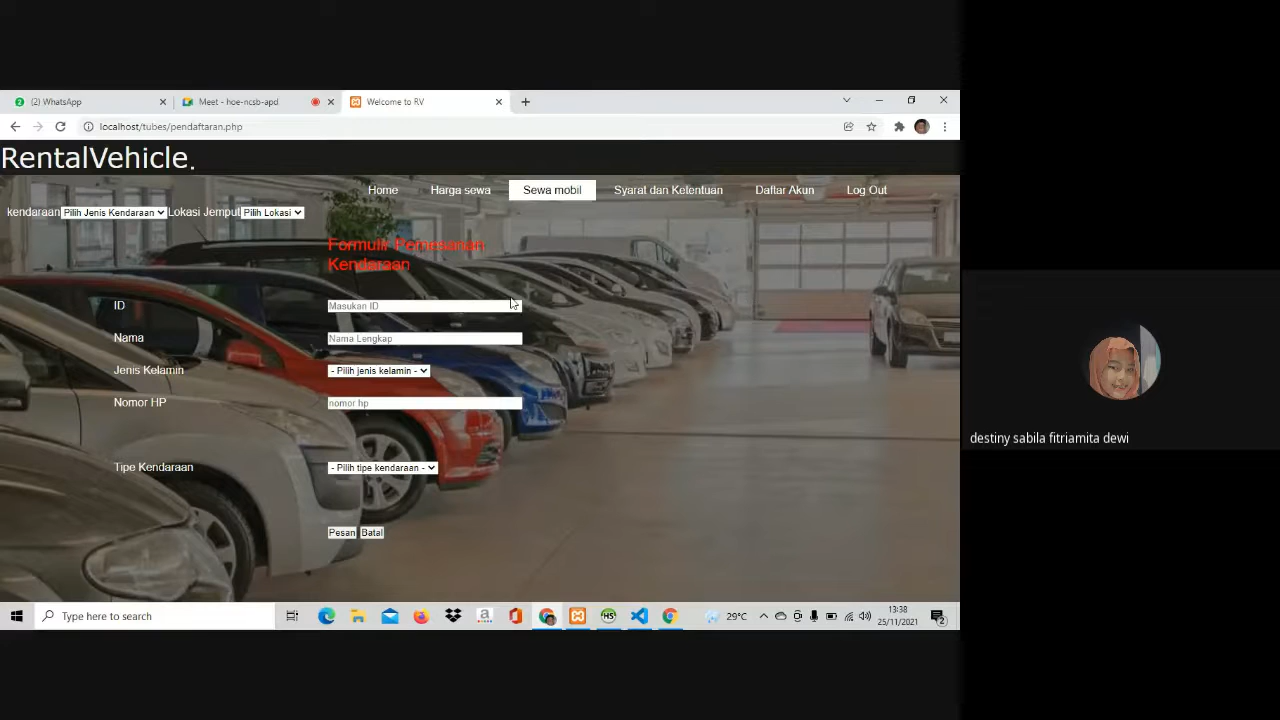 (2) WhatsApp
Meet - hoe-ncsb-apd
Welcome to RV
localhost/tubes/pendaftaran.php
RentalVehicle.
Home Harga sewa Sewa mobil Syarat dan Ketentuan Daftar Akun Log Out
kendaraan Pilih Jenis Kendaraan Lokasi Jemput Pilih Lokasi
Formulir Pemesanan
Kendaraan
ID Masukan ID
Nama Nama Lengkap
Jenis Kelamin - Pilih jenis kelamin -
Nomor HP nomor hp
destiny sabila fitriamita dewi
Tipe Kendaraan - Pilih tipe kendaraan -
Pesan Batal
Type here to search
29°C
13:38
25/11/2021